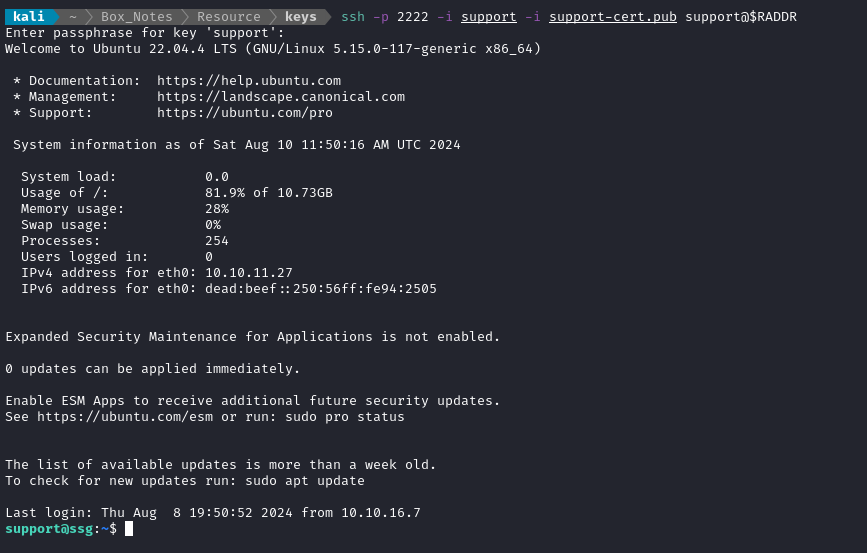 kali ~ Box_Notes Resource keys ssh -p 2222 -i support -i support-cert.pub support@$RADDR
Enter passphrase for key 'support':
Welcome to Ubuntu 22.04.4 LTS (GNU/Linux 5.15.0-117-generic x86_64)
* Documentation: https://help.ubuntu.com
* Management: https://landscape.canonical.com
* Support: https://ubuntu.com/pro
System information as of Sat Aug 10 11:50:16 AM UTC 2024
System load: 0.0
Usage of /: 81.9% of 10.73GB
Memory usage: 28%
Swap usage: 0%
Processes: 254
Users logged in: 0
IPv4 address for eth0: 10.10.11.27
IPv6 address for eth0: dead:beef::250:56ff:fe94:2505
Expanded Security Maintenance for Applications is not enabled.
0 updates can be applied immediately.
Enable ESM Apps to receive additional future security updates.
See https://ubuntu.com/esm or run: sudo pro status
The list of available updates is more than a week old.
To check for new updates run: sudo apt update
Last login: Thu Aug  8 19:50:52 2024 from 10.10.16.7
support@ssg:~$